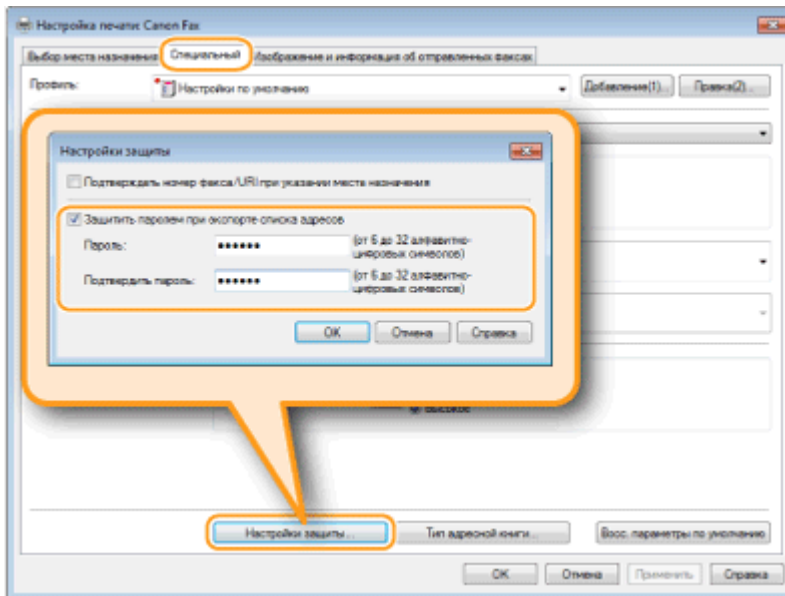 Настройка печати: Canon Fax
Выбор места назначения Специальный Изображение и информация об отправленных факсах
Профиль: Настройки по умолчанию Добавление(1)... Правка(2)...
Настройки защиты
Подтверждать номер факса/URI при указании места назначения
Защитить паролем при экспорте списка адресов
Пароль: •••••• (от 6 до 32 алфавитно-
цифровых символов)
Подтвердить пароль: •••••• (от 6 до 32 алфавитно-
цифровых символов)
OK Отмена Справка
Высокое
Настройки защиты... Тип адресной книги... Восс. параметры по умолчанию
OK Отмена Применить Справка